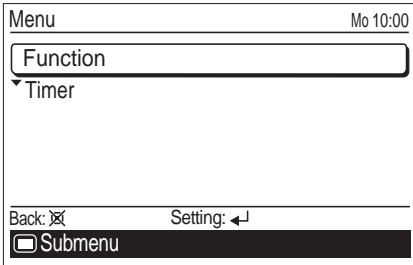 Menu Mo 10:00
Function
Timer
Back: Setting:
Submenu